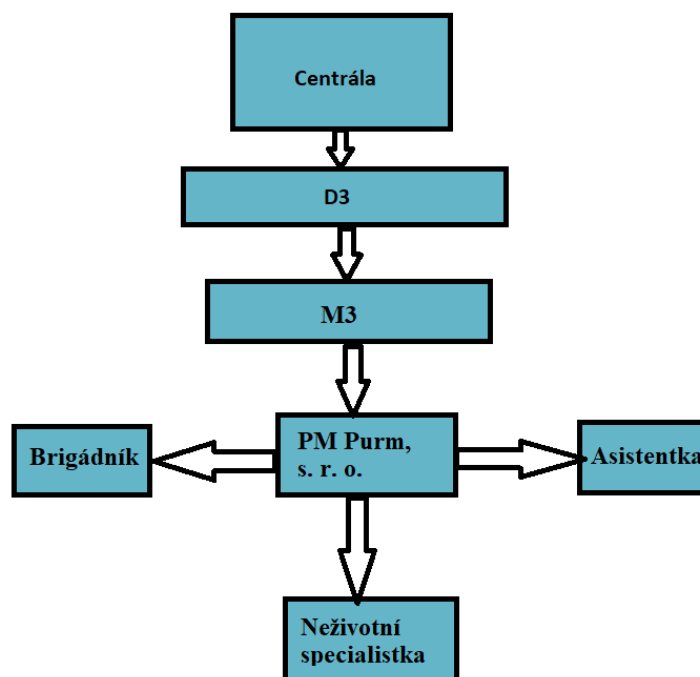 Centrála
D3
M3
PM Purm,
s. r. o.
Brigádník
Asistentka
Neživotní
specialistka